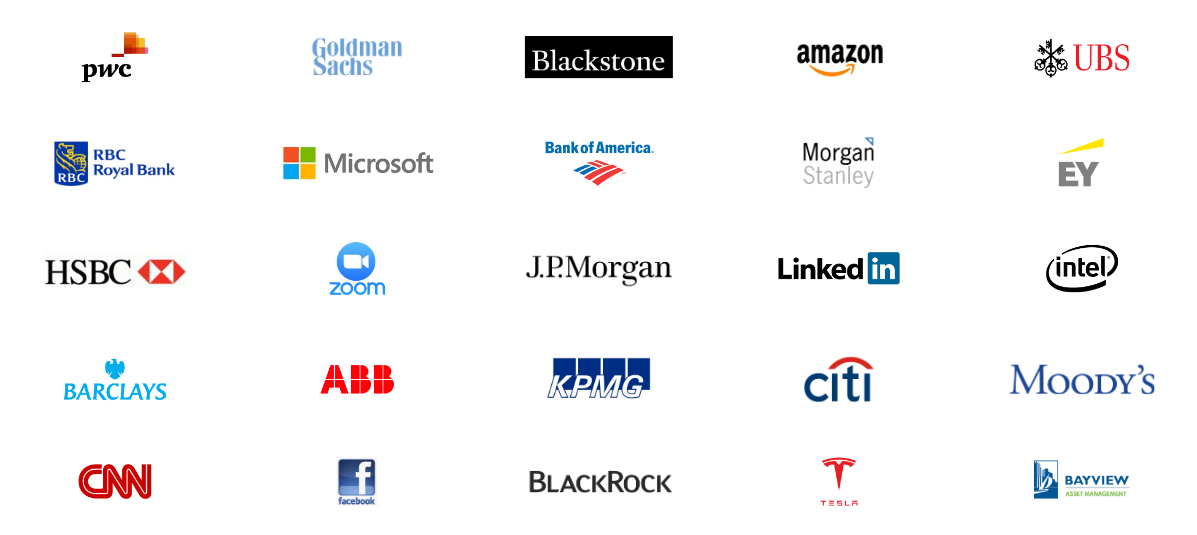 pwc
Goldman
Sachs
Blackstone
amazon
UBS
RBC
RBC
Royal Bank
Microsoft
Bank of America.
Morgan
Stanley
EY
HSBC
zoom
J.P.Morgan
Linked in
intel
BARCLAYS
ABB
KPMG
citi
MOODY'S
CNN
f
facebook
BLACKROCK
TESLA
BAYVIEW
ASSET MANAGEMENT